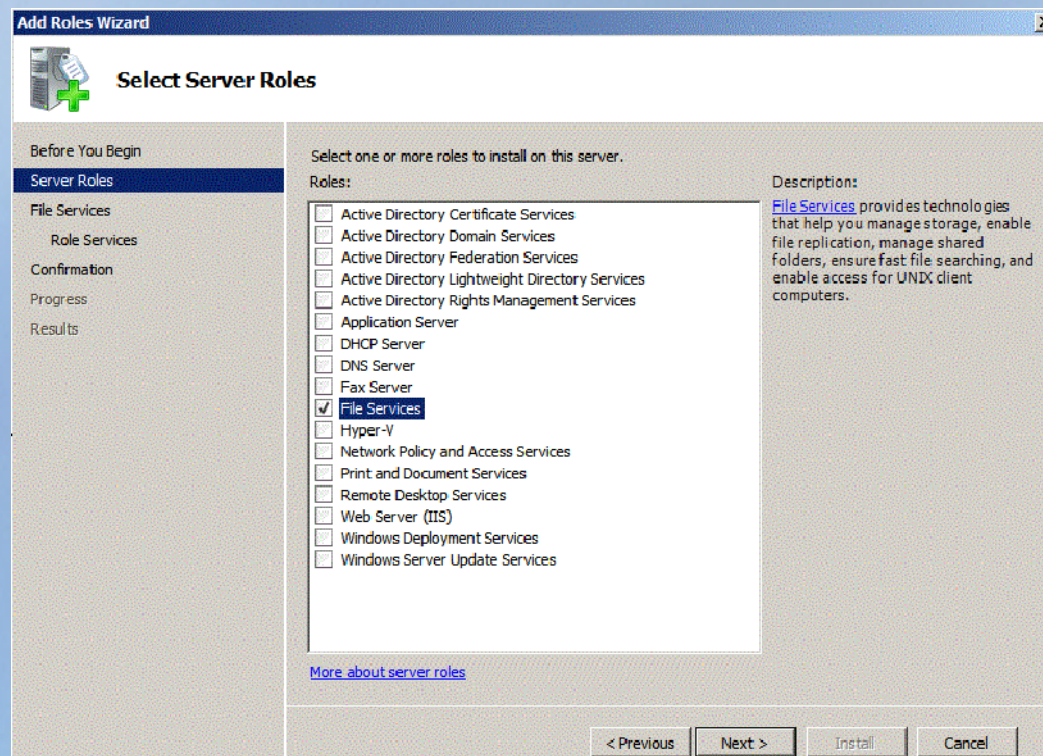 Add Roles Wizard
Select Server Roles
Before You Begin
Server Roles
File Services
Role Services
Confirmation
Progress
Results
Select one or more roles to install on this server.
Roles:
Active Directory Certificate Services
Active Directory Domain Services
Active Directory Federation Services
Active Directory Lightweight Directory Services
Active Directory Rights Management Services
Application Server
DHCP Server
DNS Server
Fax Server
File Services
Hyper-V
Network Policy and Access Services
Print and Document Services
Remote Desktop Services
Web Server (IIS)
Windows Deployment Services
Windows Server Update Services
More about server roles
Description:
File Services provides technologies
that help you manage storage, enable
file replication, manage shared
folders, ensure fast file searching, and
enable access for UNIX client
computers.
< Previous
Next >
Install
Cancel